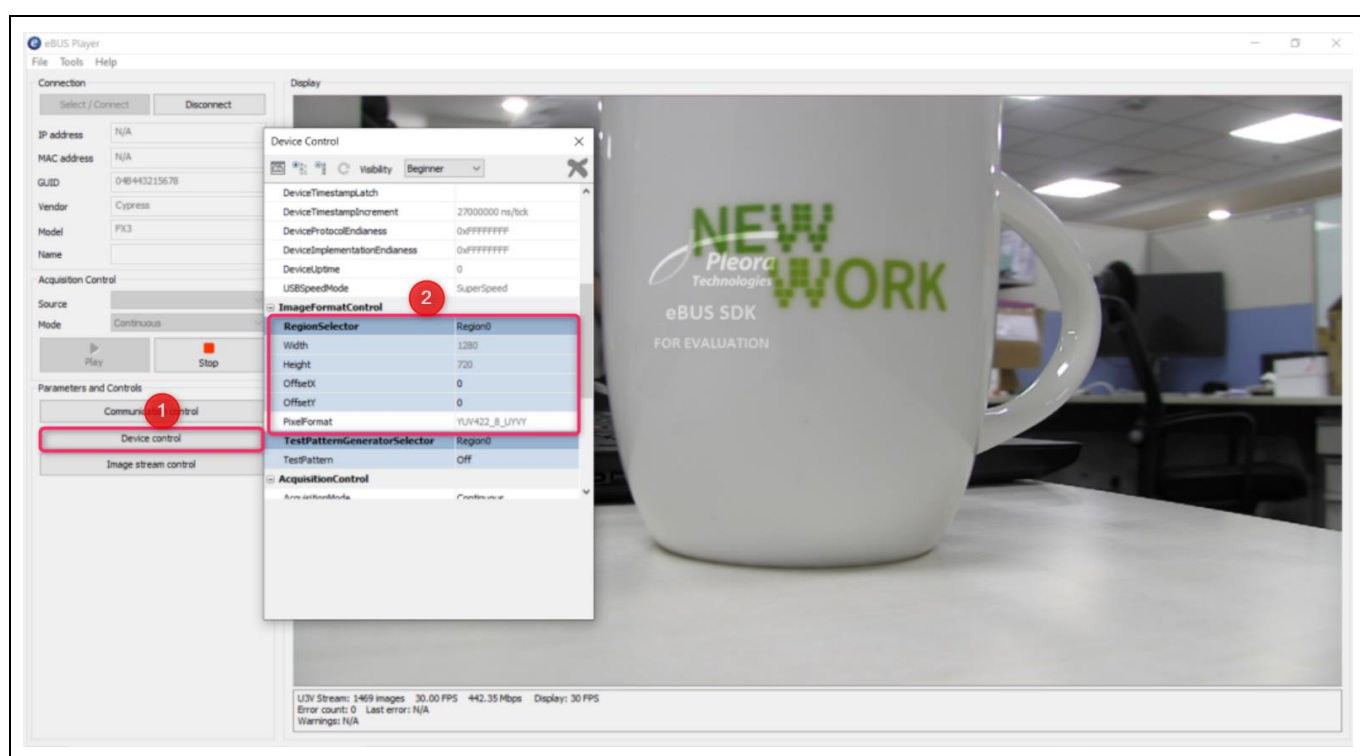 eBUS Player
File Tools Help
Connection
Select / Connect Disconnect
IP address N/A
MAC address N/A
GUID 04B443215678
Vendor Cypress
Model FX3
Name
Acquisition Control
Source
Mode Continuous
Play Stop
Parameters and Controls
Communication control
1
Device control
Image stream control
Device Control
Visibility Beginner
DeviceTimestampLatch
DeviceTimestampIncrement 27000000 ns/tick
DeviceProtocolEndianess 0xFFFFFFFF
DeviceImplementationEndianess 0xFFFFFFFF
DeviceUptime 0
USBSpeedMode SuperSpeed
2
ImageFormatControl
RegionSelector Region0
Width 1280
Height 720
OffsetX 0
OffsetY 0
PixelFormat YUV422_8_UYVY
TestPatternGeneratorSelector Region0
TestPattern Off
AcquisitionControl
AcquisitionMode Continuous
Display
NEW
WORK
Pleora
Technologies
eBUS SDK
FOR EVALUATION
U3V Stream: 1469 images 30.00 FPS 442.35 Mbps Display: 30 FPS
Error count: 0 Last error: N/A
Warnings: N/A